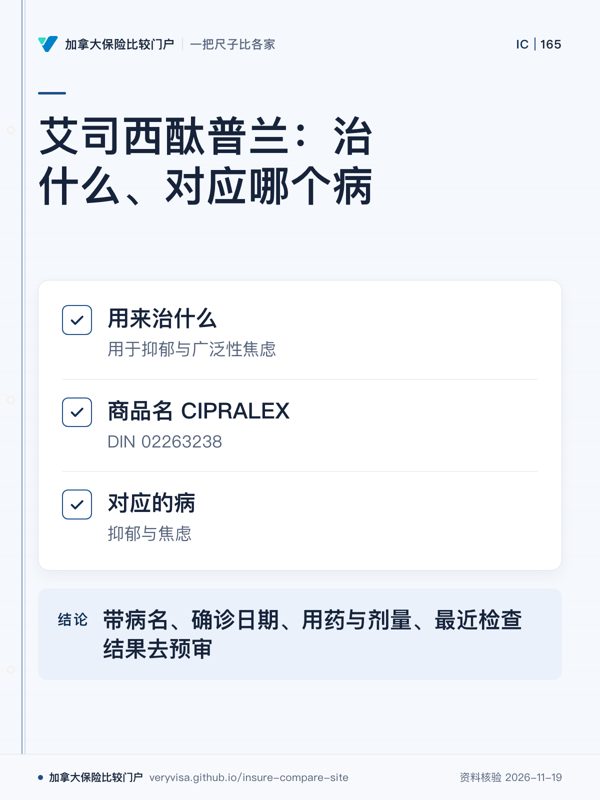 加拿大保险比较门户 一把尺子比各家
IC | 165
艾司西酞普兰：治
什么、对应哪个病
用来治什么
用于抑郁与广泛性焦虑
商品名 CIPRALEX
DIN 02263238
对应的病
抑郁与焦虑
结论 带病名、确诊日期、用药与剂量、最近检查
结果去预审
加拿大保险比较门户 veryvisa.github.io/insure-compare-site
资料核验 2026-11-19